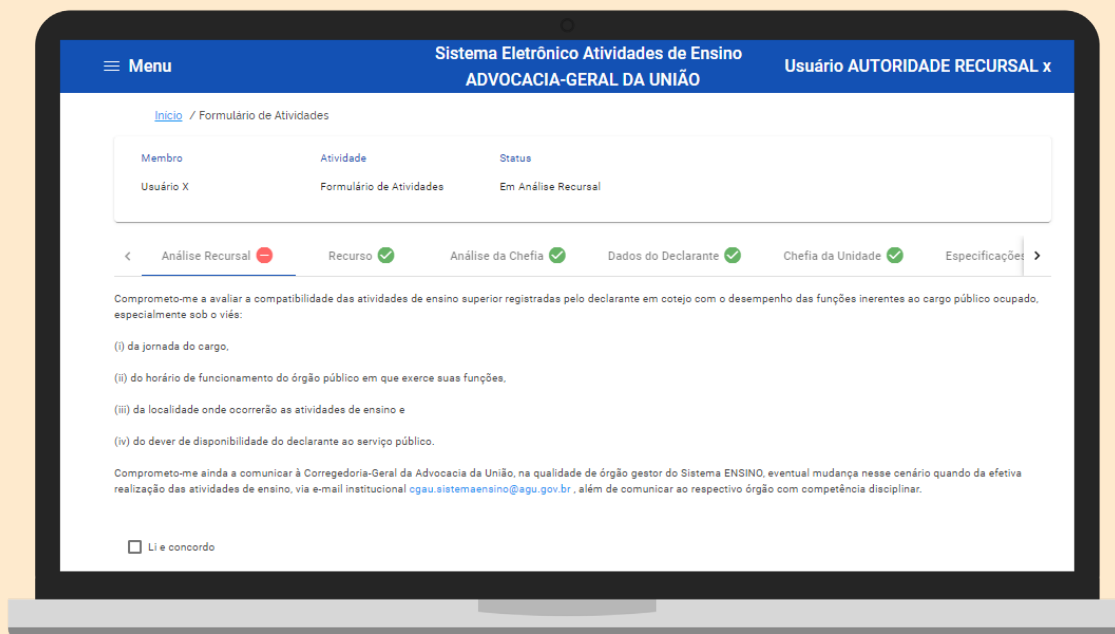 Menu
Sistema Eletrônico Atividades de Ensino
ADVOCACIA-GERAL DA UNIÃO
Usuário AUTORIDADE RECURSAL x
Início / Formulário de Atividades
Membro Atividade Status
Usuário X Formulário de Atividades Em Análise Recursal
Análise Recursal Recurso Análise da Chefia Dados do Declarante Chefia da Unidade Especificações
Comprometo-me a avaliar a compatibilidade das atividades de ensino superior registradas pelo declarante em cotejo com o desempenho das funções inerentes ao cargo público ocupado,
especialmente sob o viés:
(i) da jornada do cargo,
(ii) do horário de funcionamento do órgão público em que exerce suas funções,
(iii) da localidade onde ocorrerão as atividades de ensino e
(iv) do dever de disponibilidade do declarante ao serviço público.
Comprometo-me ainda a comunicar à Corregedoria-Geral da Advocacia da União, na qualidade de órgão gestor do Sistema ENSINO, eventual mudança nesse cenário quando da efetiva
realização das atividades de ensino, via e-mail institucional cgau.sistemaensino@agu.gov.br , além de comunicar ao respectivo órgão com competência disciplinar.
Li e concordo